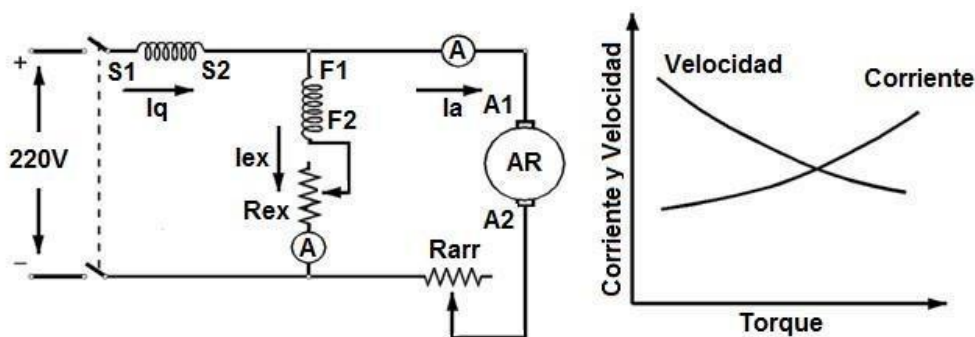 +
S1 S2
Iq
220V
−
F1
F2
Iex
Rex
A
A
Ia
A1
AR
A2
Rarr
Corriente y Velocidad
Velocidad
Corriente
Torque